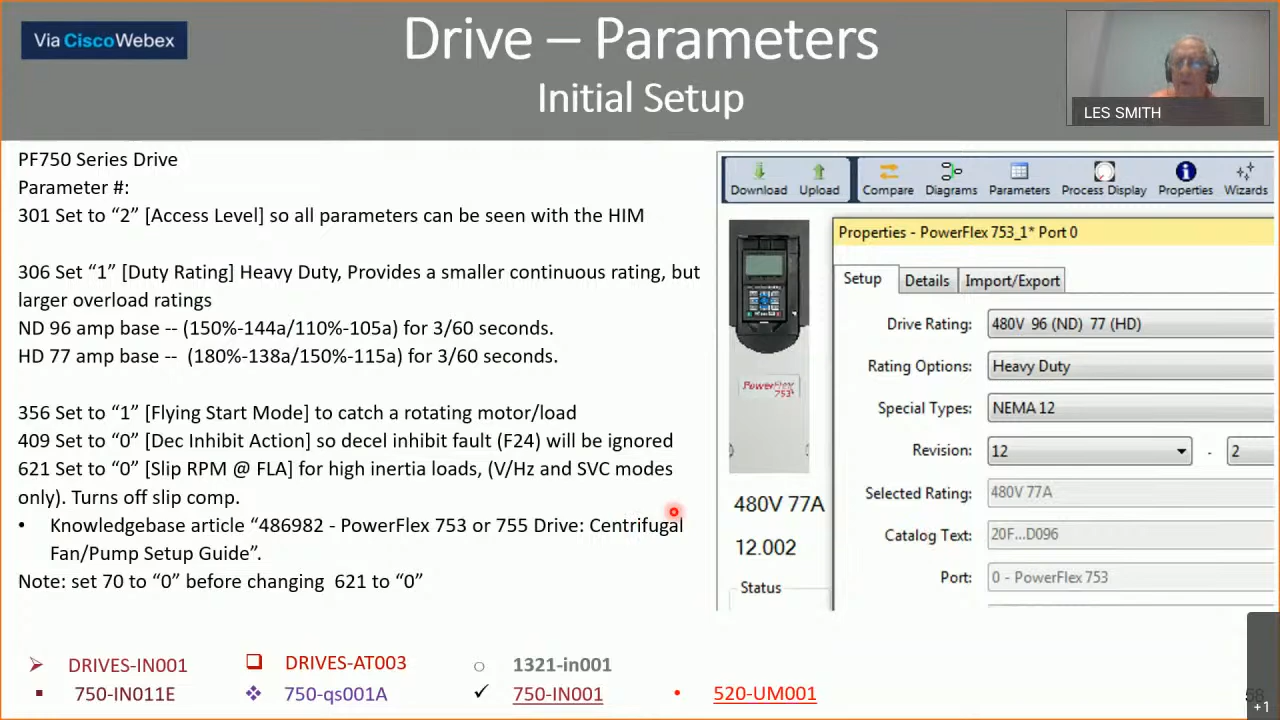 Via CiscoWebex
Drive – Parameters
Initial Setup
LES SMITH
PF750 Series Drive
Parameter #:
301 Set to “2” [Access Level] so all parameters can be seen with the HIM
306 Set “1” [Duty Rating] Heavy Duty, Provides a smaller continuous rating, but
larger overload ratings
ND 96 amp base -- (150%-144a/110%-105a) for 3/60 seconds.
HD 77 amp base --  (180%-138a/150%-115a) for 3/60 seconds.
356 Set to “1” [Flying Start Mode] to catch a rotating motor/load
409 Set to “0” [Dec Inhibit Action] so decel inhibit fault (F24) will be ignored
621 Set to “0” [Slip RPM @ FLA] for high inertia loads, (V/Hz and SVC modes
only). Turns off slip comp.
• Knowledgebase article “486982 - PowerFlex 753 or 755 Drive: Centrifugal
Fan/Pump Setup Guide”.
Note: set 70 to “0” before changing  621 to “0”
Download Upload Compare Diagrams Parameters Process Display Properties Wizards
Properties - PowerFlex 753_1* Port 0
Setup Details Import/Export
Drive Rating: 480V  96 (ND)  77 (HD)
Rating Options: Heavy Duty
Special Types: NEMA 12
Revision: 12 - 2
Selected Rating: 480V 77A
Catalog Text: 20F...D096
Port: 0 - PowerFlex 753
PowerFlex
753
480V 77A
12.002
Status
DRIVES-IN001 DRIVES-AT003 1321-in001
750-IN011E 750-qs001A 750-IN001 520-UM001
58
+1